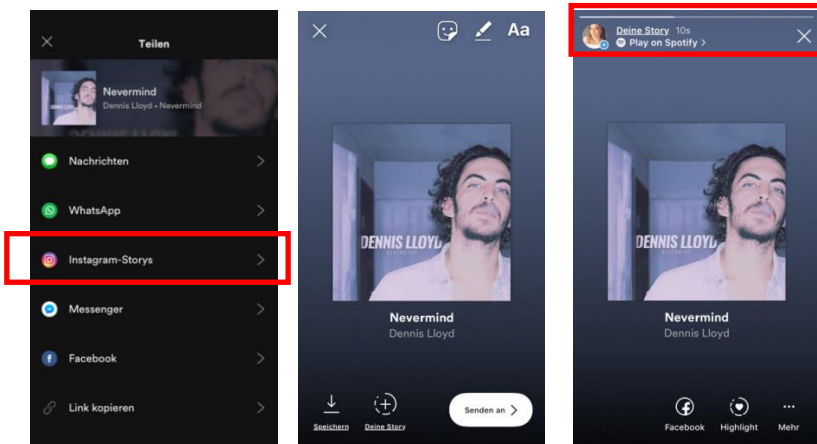 Teilen
Nevermind
Dennis Lloyd • Nevermind
Nachrichten
WhatsApp
Instagram-Storys
Messenger
Facebook
Link kopieren
Aa
DENNIS LLOYD
NEVERMIND
Nevermind
Dennis Lloyd
Speichern
Deine Story
Senden an
Deine Story 10s
Play on Spotify
DENNIS LLOYD
NEVERMIND
Nevermind
Dennis Lloyd
Facebook
Highlight
Mehr